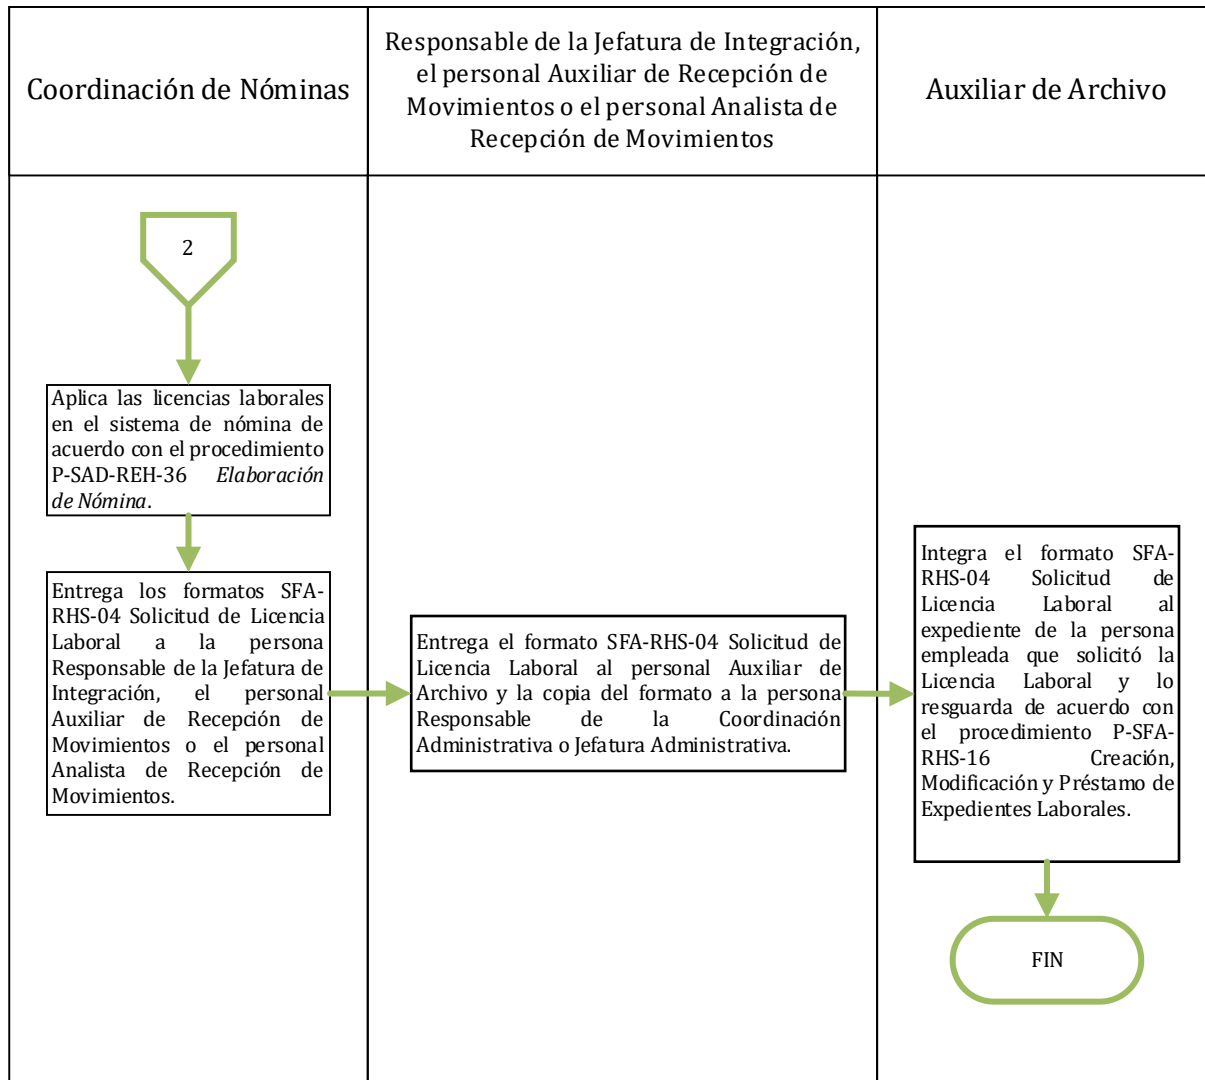 Coordinación de Nóminas
Responsable de la Jefatura de Integración,
el personal Auxiliar de Recepción de
Movimientos o el personal Analista de
Recepción de Movimientos
Auxiliar de Archivo
2
Aplica las licencias laborales
en el sistema de nómina de
acuerdo con el procedimiento
P-SAD-REH-36 Elaboración
de Nómina.
Entrega los formatos SFA-
RHS-04 Solicitud de Licencia
Laboral a la persona
Responsable de la Jefatura de
Integración, el personal
Auxiliar de Recepción de
Movimientos o el personal
Analista de Recepción de
Movimientos.
Entrega el formato SFA-RHS-04 Solicitud de
Licencia Laboral al personal Auxiliar de
Archivo y la copia del formato a la persona
Responsable de la Coordinación
Administrativa o Jefatura Administrativa.
Integra el formato SFA-
RHS-04 Solicitud de
Licencia Laboral al
expediente de la persona
empleada que solicitó la
Licencia Laboral y lo
resguarda de acuerdo con
el procedimiento P-SFA-
RHS-16 Creación,
Modificación y Préstamo de
Expedientes Laborales.
FIN